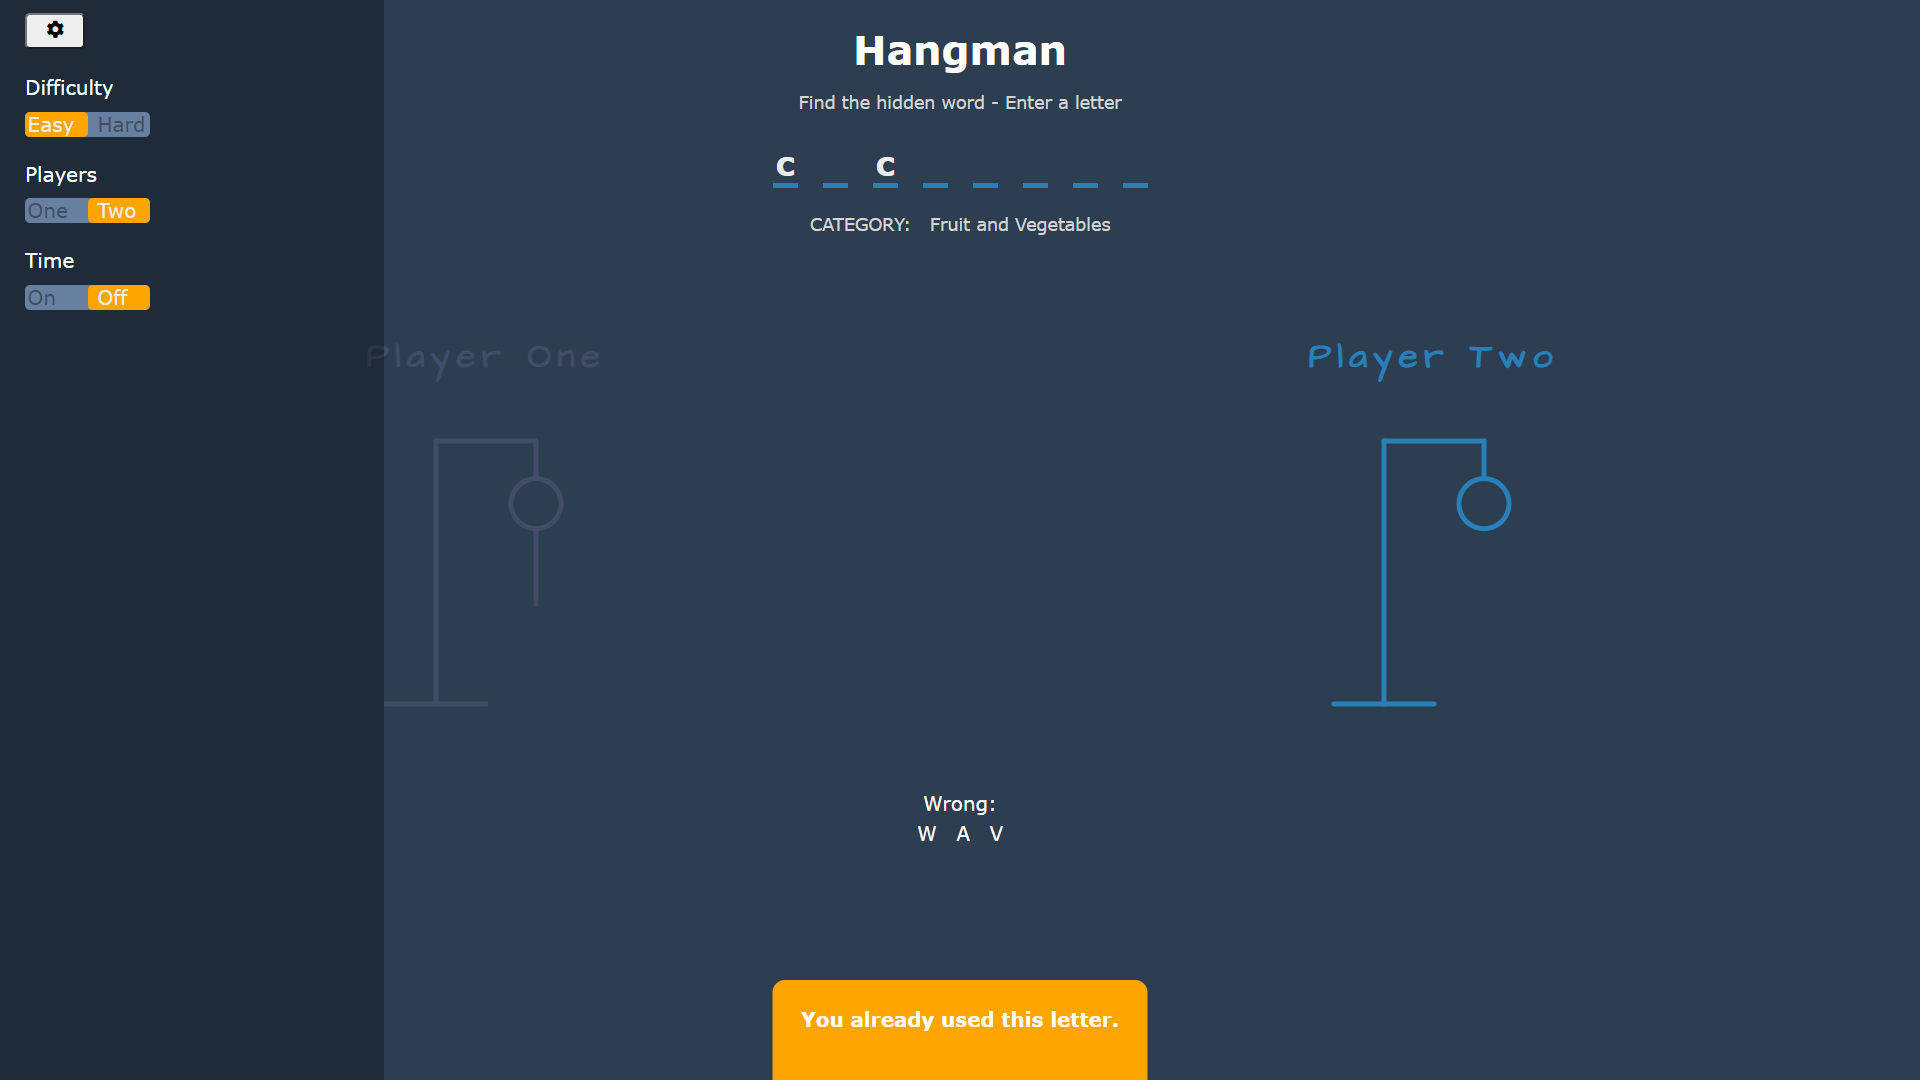 Difficulty
Easy Hard
Players
One Two
Time
On Off
Hangman
Find the hidden word - Enter a letter
c c
CATEGORY: Fruit and Vegetables
Player One
Player Two
Wrong:
W A V
You already used this letter.